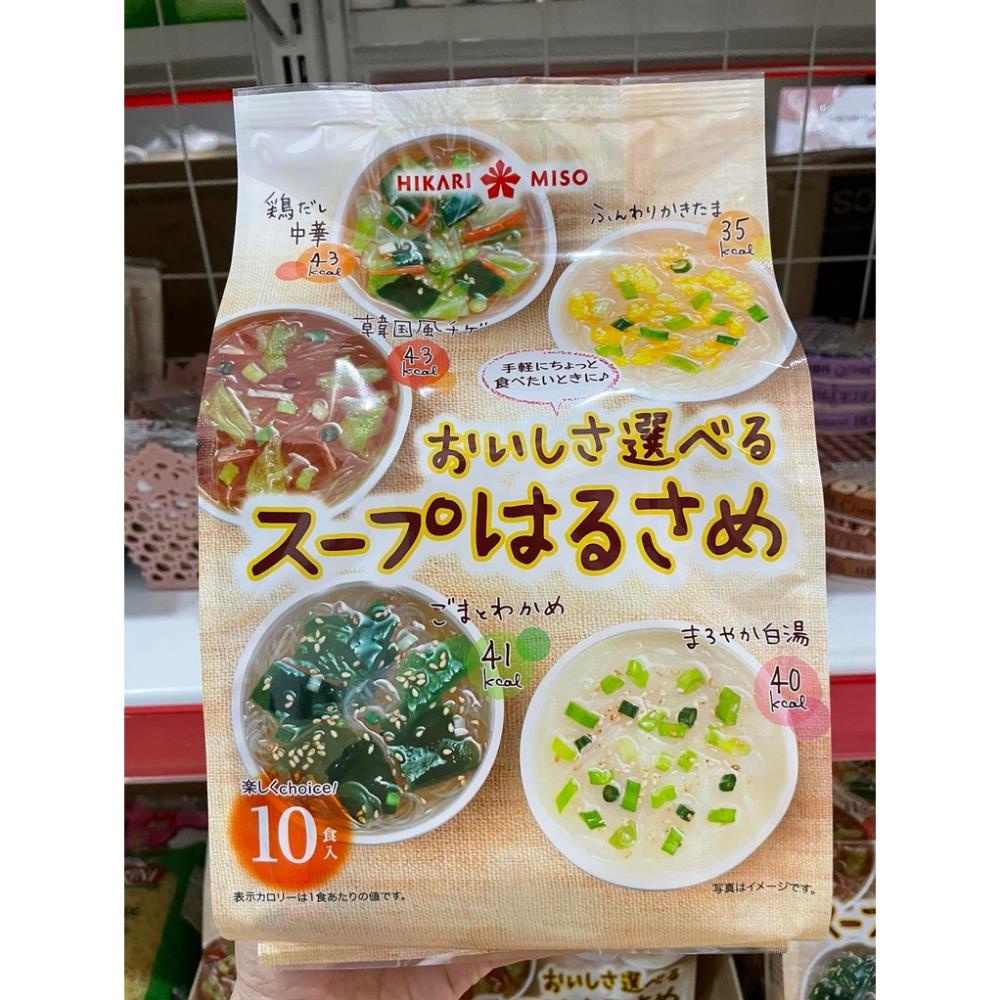 HIKARI MISO
鶏だし
中華
43
kcal
ふんわりかきたま
35
kcal
韓国風チゲ
43
kcal
手軽にちょっと
食べたいときに♪
おいしさ選べる
スープはるさめ
ごまとわかめ
41
kcal
まろやか白湯
40
kcal
楽しくchoice!
10食入
表示カロリーは1食あたりの値です。
写真はイメージです。
おいしさ選べる